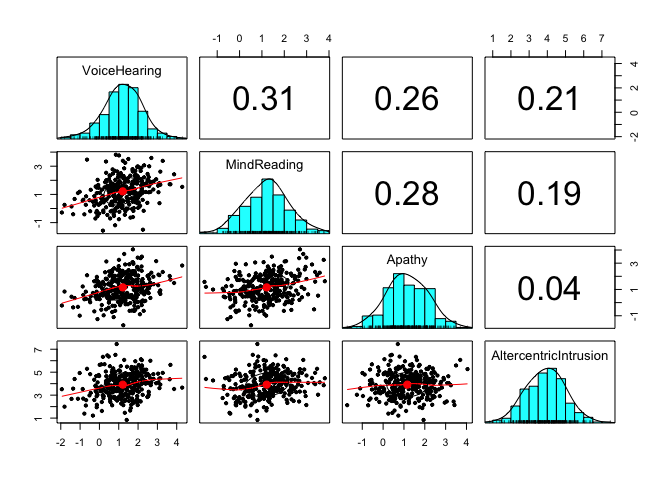 -1 0 1 2 3 4
1 2 3 4 5 6 7
VoiceHearing
0.31
0.26
0.21
-2 0 2 4
-1 1 3
MindReading
0.28
0.19
Apathy
0.04
-1 1 3
1 3 5 7
AltercentricIntrusion
-2 -1 0 1 2 3 4
-1 0 1 2 3 4